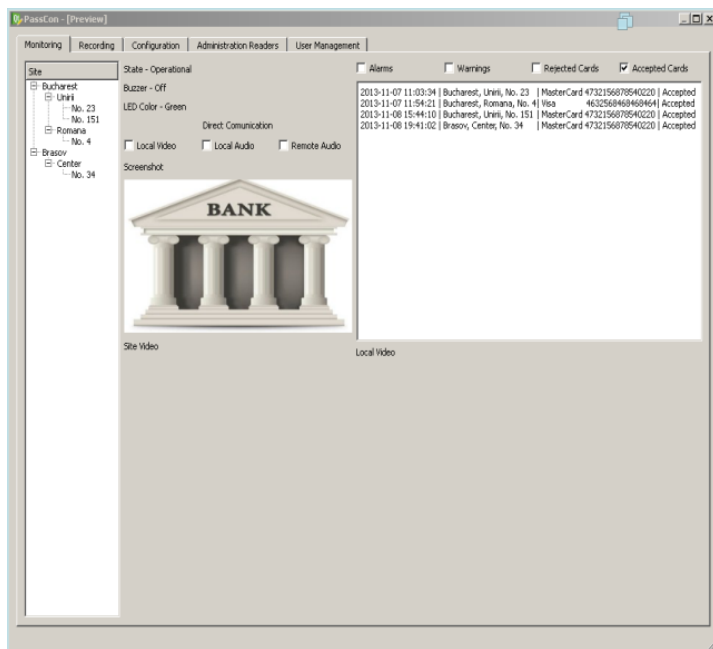 PassCon - [Preview]
Monitoring Recording Configuration Administration Readers User Management
Site
Bucharest
Unirii
No. 23
No. 151
Romana
No. 4
Brasov
Center
No. 34
State - Operational
Buzzer - Off
LED Color - Green
Direct Comunication
Local Video Local Audio Remote Audio
Screenshot
BANK
Site Video
Alarms Warnings Rejected Cards Accepted Cards
2013-11-07 11:03:34 | Bucharest, Unirii, No. 23 | MasterCard 4732156878540220 | Accepted
2013-11-07 11:54:21 | Bucharest, Romana, No. 4 | Visa 4632568468468464 | Accepted
2013-11-08 15:44:10 | Bucharest, Unirii, No. 151 | MasterCard 4732156878540220 | Accepted
2013-11-08 19:41:02 | Brasov, Center, No. 34 | MasterCard 4732156878540220 | Accepted
Local Video